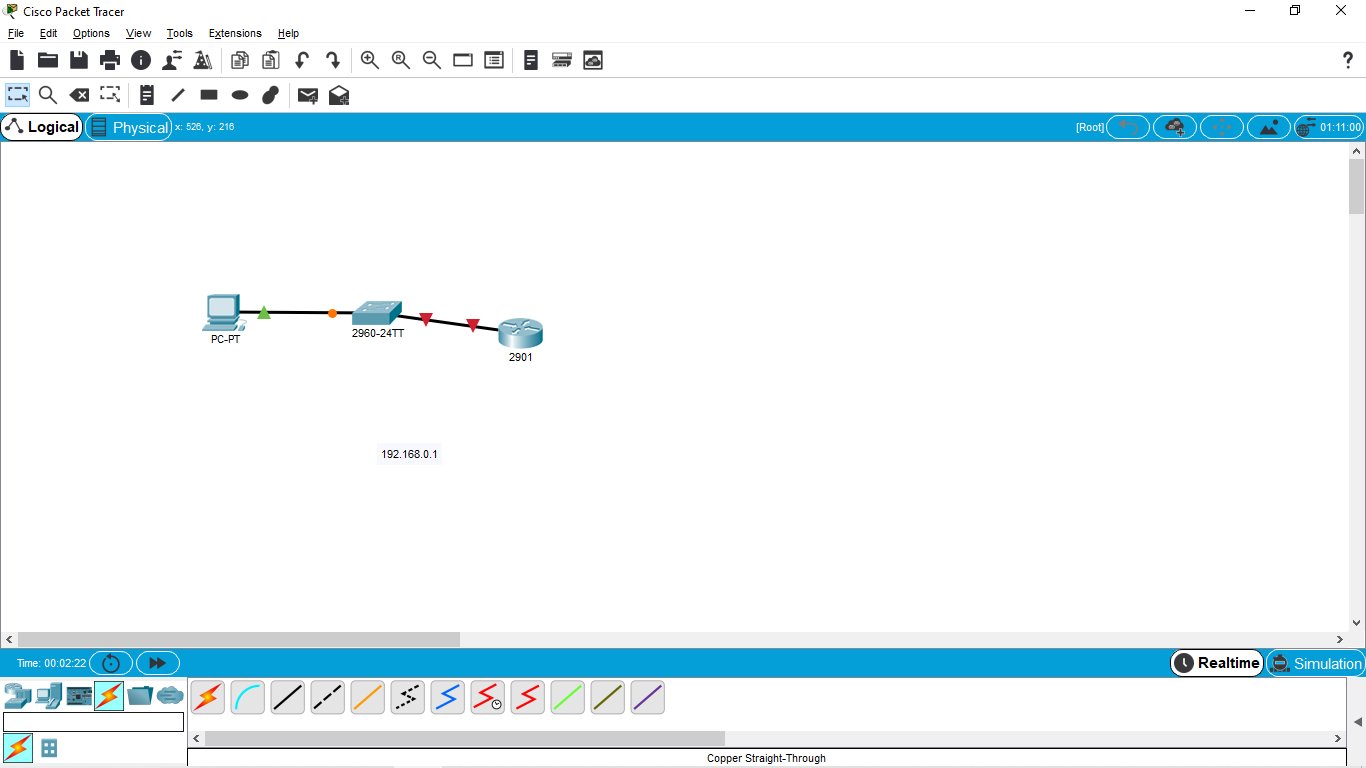 Cisco Packet Tracer
File Edit Options View Tools Extensions Help
Logical Physical x: 526, y: 216 [Root] 01:11:00
PC-PT
2960-24TT
2901
192.168.0.1
Time: 00:02:22 Realtime Simulation
Copper Straight-Through